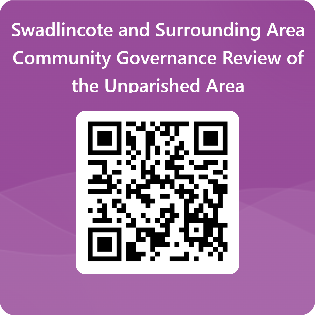 Swadlincote and Surrounding Area
Community Governance Review of
the Unparished Area